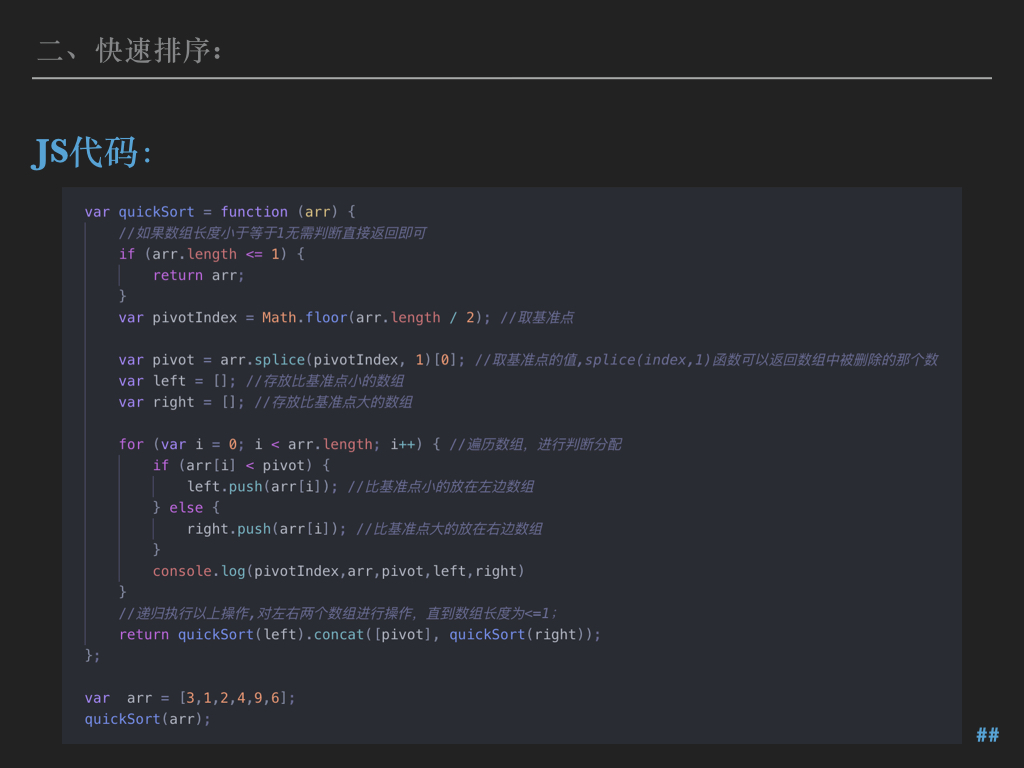 二、快速排序：
JS代码：
var quickSort = function (arr) {
    //如果数组长度小于等于1无需判断直接返回即可
    if (arr.length <= 1) {
        return arr;
    }
    var pivotIndex = Math.floor(arr.length / 2); //取基准点
    var pivot = arr.splice(pivotIndex, 1)[0]; //取基准点的值,splice(index,1)函数可以返回数组中被删除的那个数
    var left = []; //存放比基准点小的数组
    var right = []; //存放比基准点大的数组
    for (var i = 0; i < arr.length; i++) { //遍历数组，进行判断分配
        if (arr[i] < pivot) {
            left.push(arr[i]); //比基准点小的放在左边数组
        } else {
            right.push(arr[i]); //比基准点大的放在右边数组
        }
        console.log(pivotIndex,arr,pivot,left,right)
    }
    //递归执行以上操作,对左右两个数组进行操作，直到数组长度为<=1；
    return quickSort(left).concat([pivot], quickSort(right));
};
var  arr = [3,1,2,4,9,6];
quickSort(arr);
##